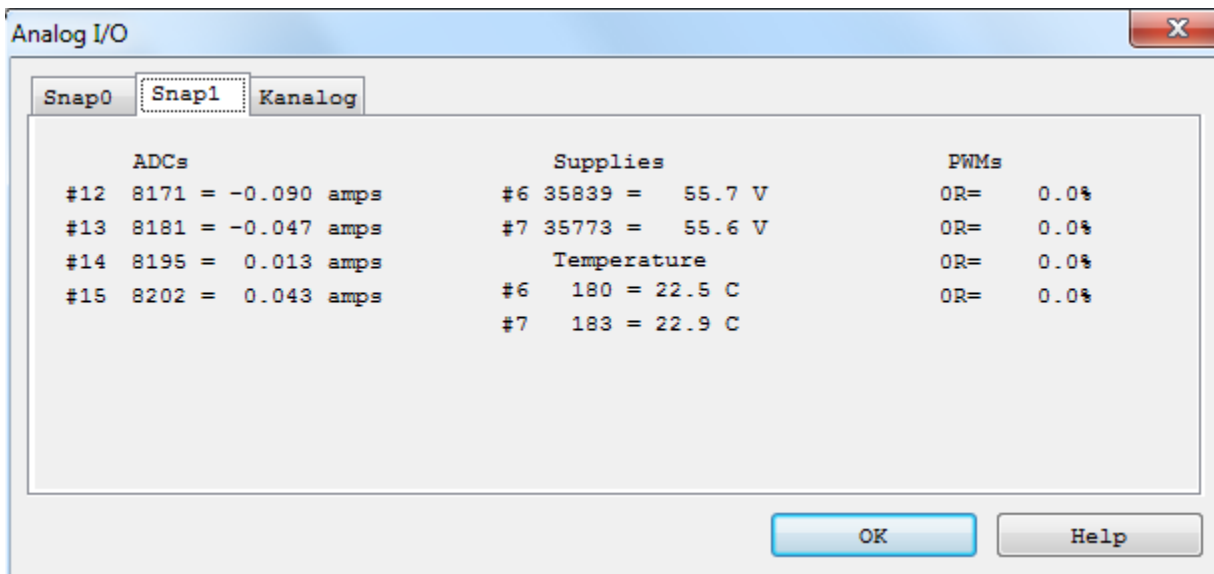 Analog I/O
Snap0 Snap1 Kanalog
ADCs Supplies PWMs
#12 8171 = -0.090 amps #6 35839 = 55.7 V 0R= 0.0%
#13 8181 = -0.047 amps #7 35773 = 55.6 V 0R= 0.0%
#14 8195 = 0.013 amps Temperature 0R= 0.0%
#15 8202 = 0.043 amps #6 180 = 22.5 C 0R= 0.0%
#7 183 = 22.9 C
OK Help